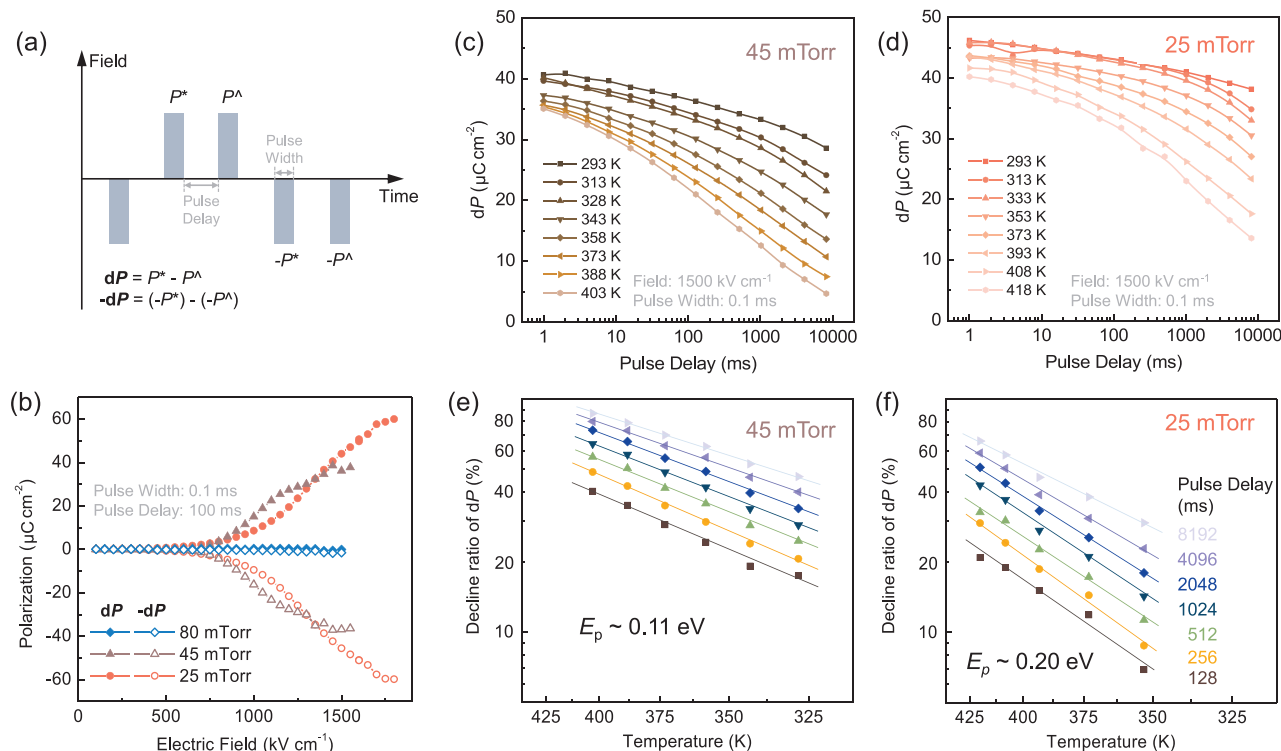 (a)
Field
P*
P^
Pulse
Width
Pulse
Delay
Time
-P*
-P^
dP = P* - P^
-dP = (-P*) - (-P^)
(c)
45 mTorr
50
40
30
20
10
0
dP (μC cm⁻²)
293 K
313 K
328 K
343 K
358 K
373 K
388 K
403 K
Field: 1500 kV cm⁻¹
Pulse Width: 0.1 ms
1 10 100 1000 10000
Pulse Delay (ms)
(d)
25 mTorr
50
40
30
20
10
0
dP (μC cm⁻²)
293 K
313 K
333 K
353 K
373 K
393 K
408 K
418 K
Field: 1500 kV cm⁻¹
Pulse Width: 0.1 ms
1 10 100 1000 10000
Pulse Delay (ms)
(b)
60
40
20
0
-20
-40
-60
Polarization (μC cm⁻²)
Pulse Width: 0.1 ms
Pulse Delay: 100 ms
dP -dP
80 mTorr
45 mTorr
25 mTorr
0 500 1000 1500
Electric Field (kV cm⁻¹)
(e)
45 mTorr
80
60
40
20
10
Decline ratio of dP (%)
Eₚ ~ 0.11 eV
425 400 375 350 325
Temperature (K)
(f)
25 mTorr
80
60
40
20
10
Decline ratio of dP (%)
Pulse Delay
(ms)
8192
4096
2048
1024
512
256
128
Eₚ ~ 0.20 eV
425 400 375 350 325
Temperature (K)